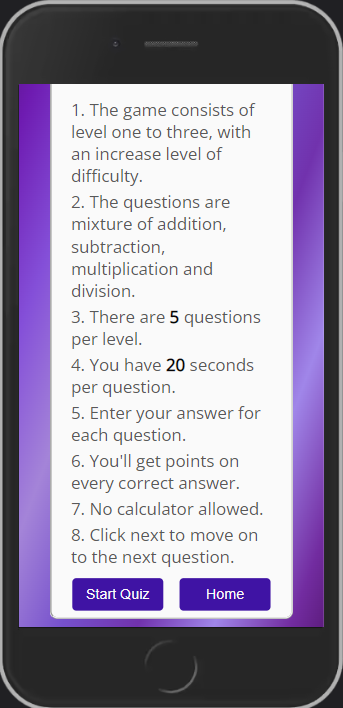 1. The game consists of
level one to three, with
an increase level of
difficulty.
2. The questions are
mixture of addition,
subtraction,
multiplication and
division.
3. There are 5 questions
per level.
4. You have 20 seconds
per question.
5. Enter your answer for
each question.
6. You'll get points on
every correct answer.
7. No calculator allowed.
8. Click next to move on
to the next question.
Start Quiz Home